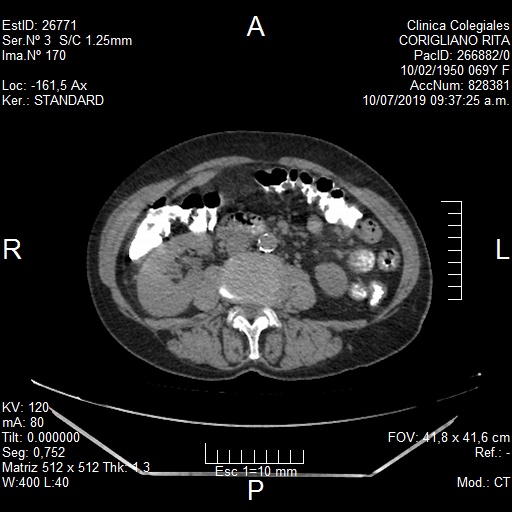 EstID: 26771
Ser.Nº 3 S/C 1.25mm
Ima.Nº 170
Loc: -161,5 Ax
Ker.: STANDARD
A
Clinica Colegiales
CORIGLIANO RITA
PacID: 266882/0
10/02/1950 069Y F
AccNum: 828381
10/07/2019 09:37:25 a.m.
R
L
KV: 120
mA: 80
Tilt: 0.000000
Seg: 0,752
Matriz 512 x 512 Thk: 1.3
W:400 L:40
Esc 1=10 mm
P
FOV: 41,8 x 41,6 cm
Ref.: -
Mod.: CT